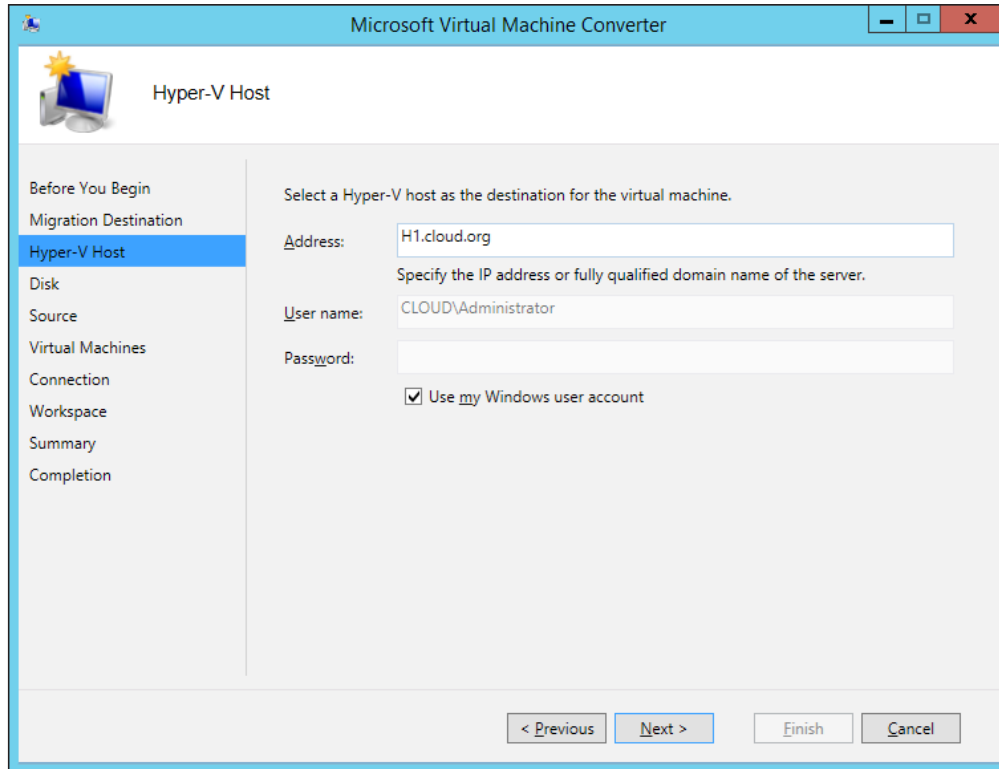 Microsoft Virtual Machine Converter
Hyper-V Host
Before You Begin
Migration Destination
Hyper-V Host
Disk
Source
Virtual Machines
Connection
Workspace
Summary
Completion
Select a Hyper-V host as the destination for the virtual machine.
Address: H1.cloud.org
Specify the IP address or fully qualified domain name of the server.
User name: CLOUD\Administrator
Password:
Use my Windows user account
< Previous Next > Finish Cancel